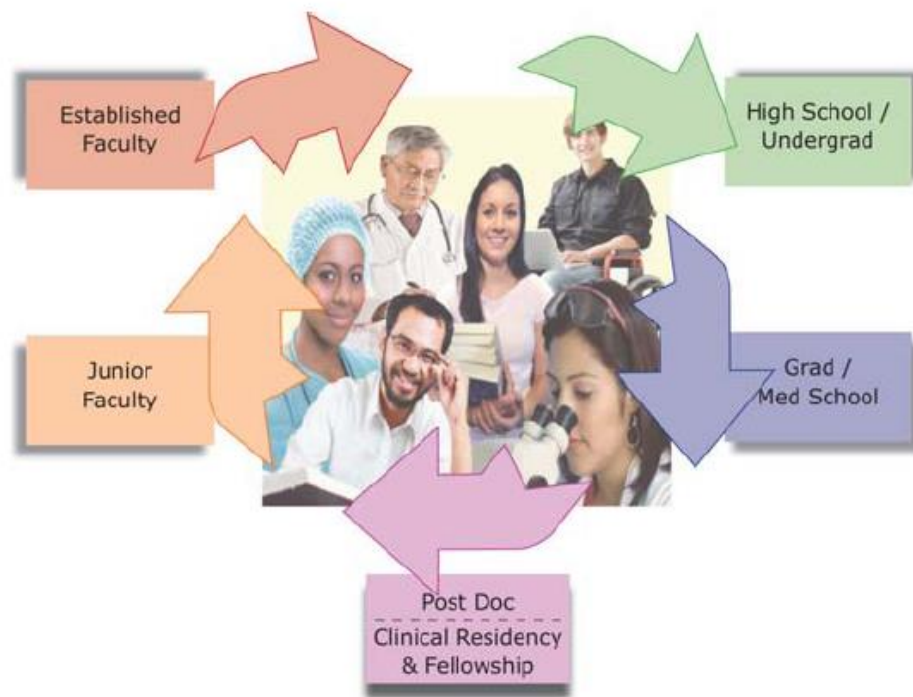 Established
Faculty
High School /
Undergrad
Junior
Faculty
Grad /
Med School
Post Doc
Clinical Residency
& Fellowship